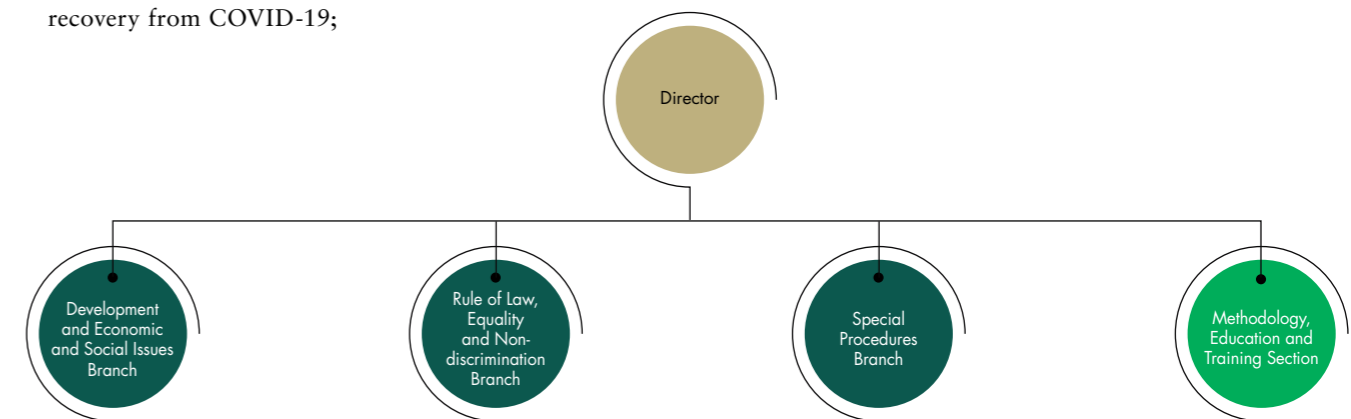 recovery from COVID-19;
Director
Development
and Economic
and Social Issues
Branch
Rule of Law,
Equality
and Non-
discrimination
Branch
Special
Procedures
Branch
Methodology,
Education and
Training Section